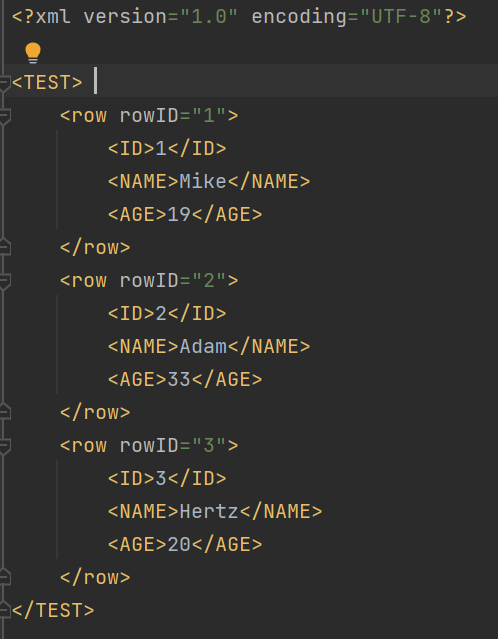 <?xml version="1.0" encoding="UTF-8"?>
<TEST>
<row rowID="1">
<ID>1</ID>
<NAME>Mike</NAME>
<AGE>19</AGE>
</row>
<row rowID="2">
<ID>2</ID>
<NAME>Adam</NAME>
<AGE>33</AGE>
</row>
<row rowID="3">
<ID>3</ID>
<NAME>Hertz</NAME>
<AGE>20</AGE>
</row>
</TEST>